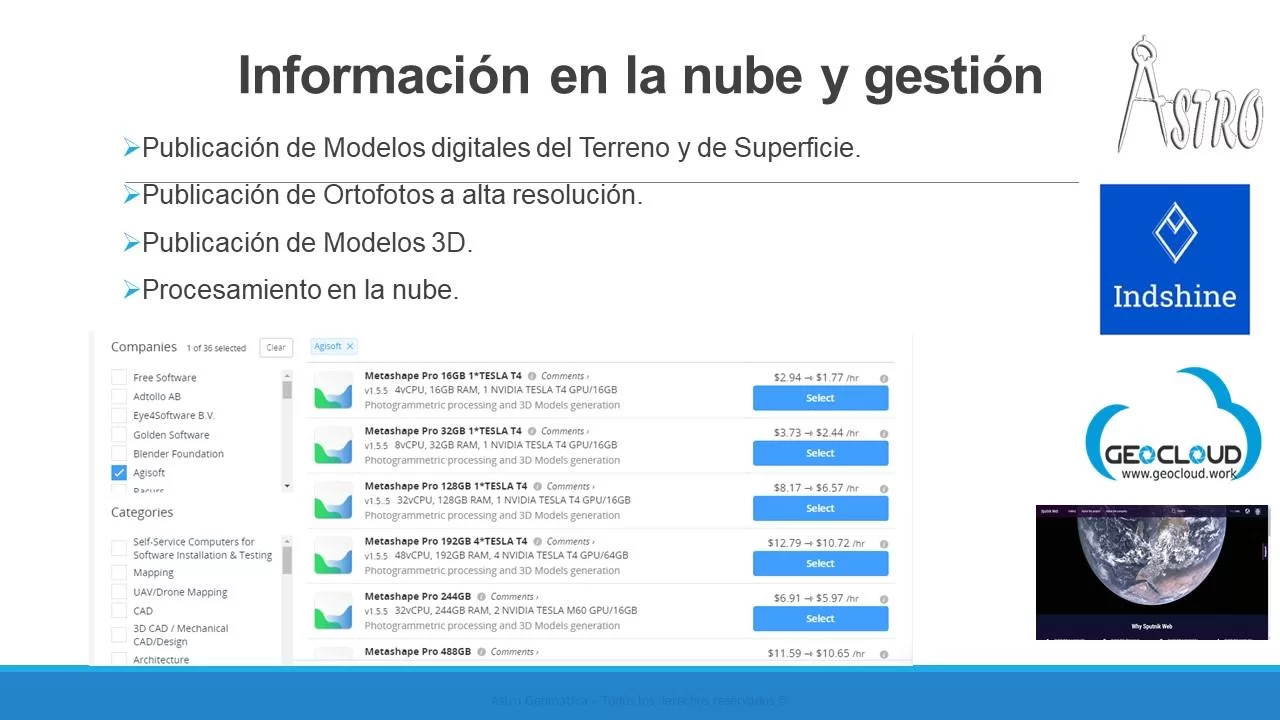 Información en la nube y gestión
ASTRO
Publicación de Modelos digitales del Terreno y de Superficie.
Publicación de Ortofotos a alta resolución.
Publicación de Modelos 3D.
Procesamiento en la nube.
Indshine
GEOCLOUD
www.geocloud.work
Sputnik Web
Why Sputnik Web
Companies 1 of 36 selected Clear
Free Software
Adtollo AB
Eye4Software B.V.
Golden Software
Blender Foundation
Agisoft
Racurs
Categories
Self-Service Computers for
Software Installation & Testing
Mapping
UAV/Drone Mapping
CAD
3D CAD / Mechanical
CAD/Design
Architecture
Agisoft ×
Metashape Pro 16GB 1*TESLA T4 Comments ›
$2.94 ⇾ $1.77 /hr
v1.5.5 4vCPU, 16GB RAM, 1 NVIDIA TESLA T4 GPU/16GB
Select
Photogrammetric processing and 3D Models generation
Metashape Pro 32GB 1*TESLA T4 Comments ›
$3.73 ⇾ $2.44 /hr
v1.5.5 8vCPU, 32GB RAM, 1 NVIDIA TESLA T4 GPU/16GB
Select
Photogrammetric processing and 3D Models generation
Metashape Pro 128GB 1*TESLA T4 Comments ›
$8.17 ⇾ $6.57 /hr
v1.5..5 32vCPU, 128GB RAM, 1 NVIDIA TESLA T4 GPU/16GB
Select
Photogrammetric processing and 3D Models generation
Metashape Pro 192GB 4*TESLA T4 Comments ›
$12.79 ⇾ $10.72 /hr
v1.5.5 48vCPU, 192GB RAM, 4 NVIDIA TESLA T4 GPU/64GB
Select
Photogrammetric processing and 3D Models generation
Metashape Pro 244GB Comments ›
$6.91 ⇾ $5.97 /hr
v1.5.5 32vCPU, 244GB RAM, 2 NVIDIA TESLA M60 GPU/16GB
Select
Photogrammetric processing and 3D Models generation
Metashape Pro 488GB Comments ›
$11.59 ⇾ $10.65 /hr
Astro Geomática – Todos los derechos reservados ©